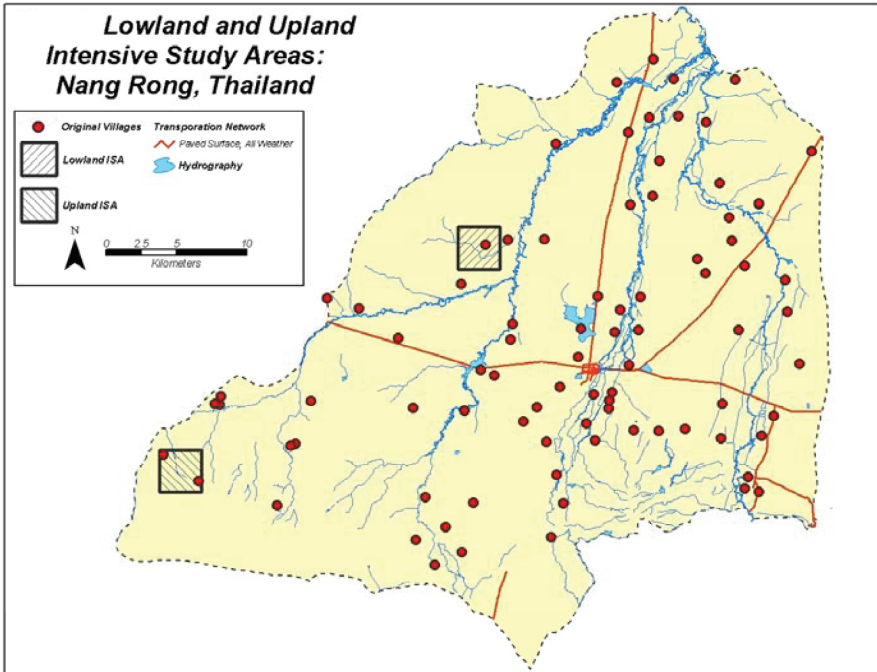 Lowland and Upland
Intensive Study Areas:
Nang Rong, Thailand
Original Villages
Transporation Network
Paved Surface, All Weather
Lowland ISA
Hydrography
Upland ISA
N
0 2.5 5 10
Kilometers